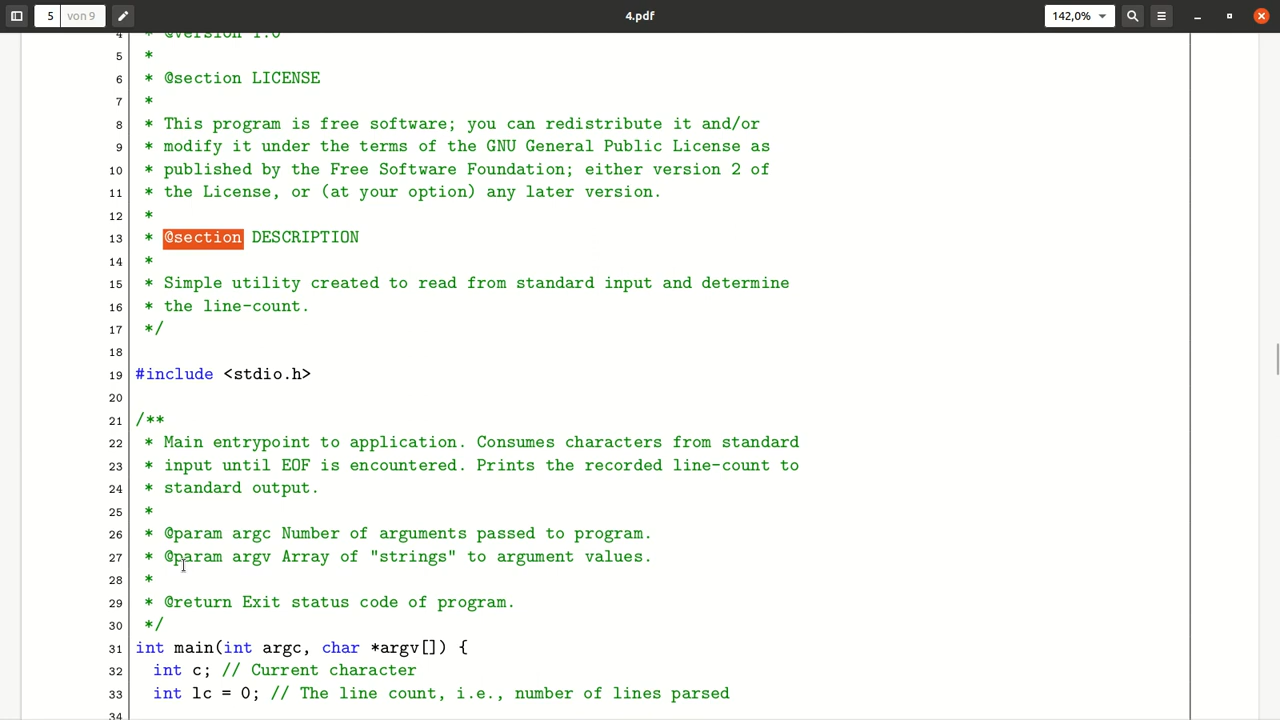 5 von 9 4.pdf 142,0%
4 * @version 1.0
5 *
6 * @section LICENSE
7 *
8 * This program is free software; you can redistribute it and/or
9 * modify it under the terms of the GNU General Public License as
10 * published by the Free Software Foundation; either version 2 of
11 * the License, or (at your option) any later version.
12 *
13 * @section DESCRIPTION
14 *
15 * Simple utility created to read from standard input and determine
16 * the line-count.
17 */
18
19 #include <stdio.h>
20
21 /**
22 * Main entrypoint to application. Consumes characters from standard
23 * input until EOF is encountered. Prints the recorded line-count to
24 * standard output.
25 *
26 * @param argc Number of arguments passed to program.
27 * @param argv Array of "strings" to argument values.
28 *
29 * @return Exit status code of program.
30 */
31 int main(int argc, char *argv[]) {
32 int c; // Current character
33 int lc = 0; // The line count, i.e., number of lines parsed
34